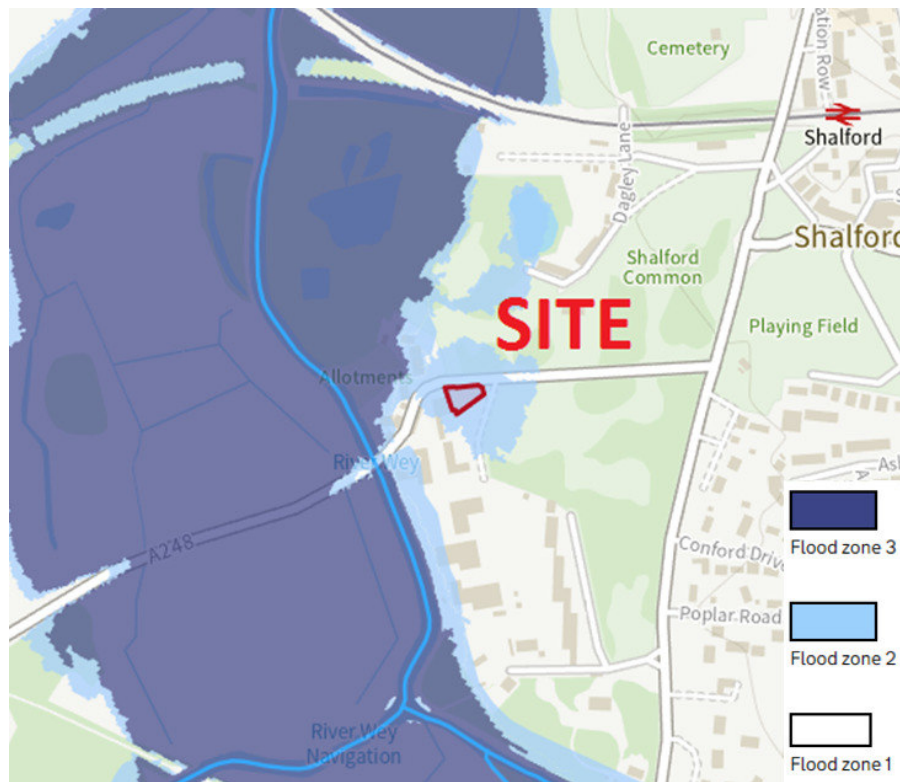 Cemetery
ation Row
Shalford
Dagley Lane
Shalford
Shalford
Common
SITE
Playing Field
Allotments
River Wey
A248
Conford Drive
Poplar Road
River Wey
Navigation
Flood zone 3
Flood zone 2
Flood zone 1